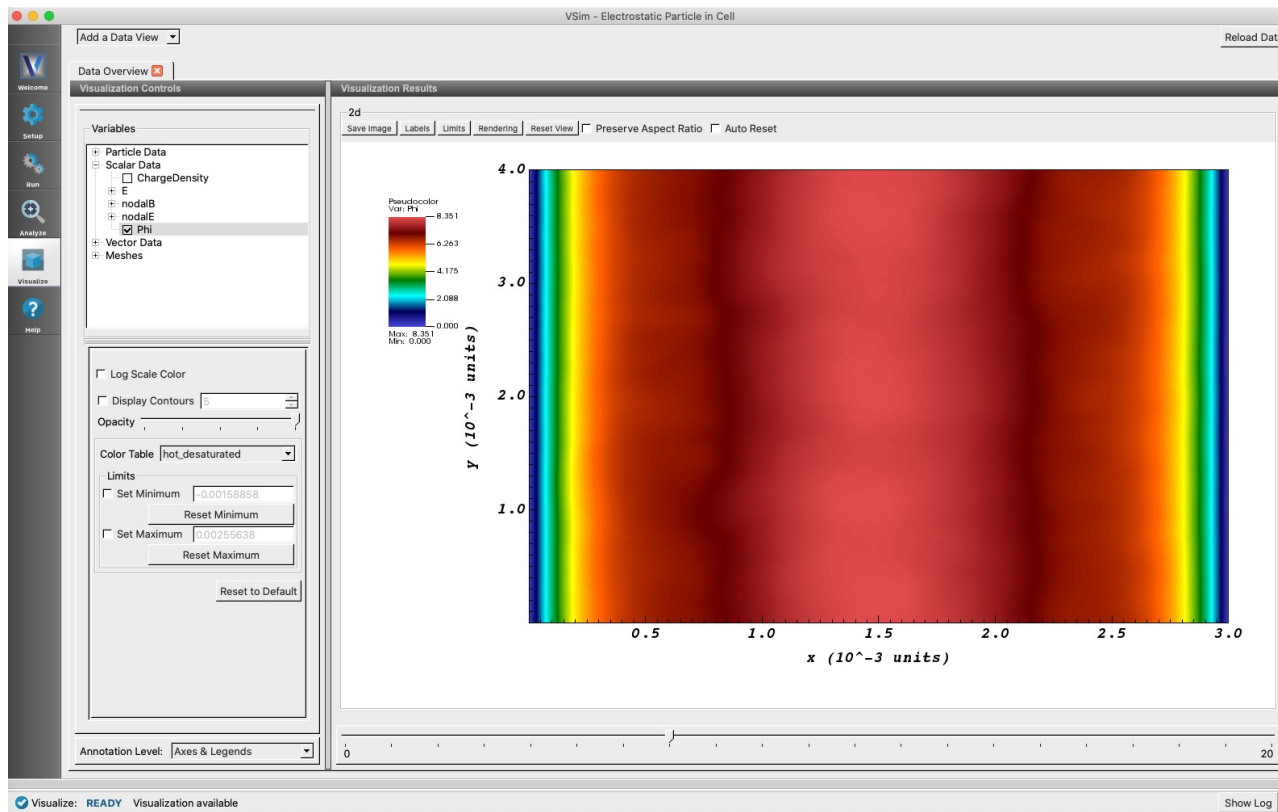 VSim - Electrostatic Particle in Cell
Add a Data View
Reload Dat
Data Overview
Welcome
Setup
Run
Analyze
Visualize
Help
Visualization Controls
Variables
Particle Data
Scalar Data
ChargeDensity
E
nodalB
nodalE
Phi
Vector Data
Meshes
Log Scale Color
Display Contours 5
Opacity
Color Table hot_desaturated
Limits
Set Minimum -0.00158858
Reset Minimum
Set Maximum 0.00255638
Reset Maximum
Reset to Default
Annotation Level: Axes & Legends
Visualization Results
2d
Save Image Labels Limits Rendering Reset View Preserve Aspect Ratio Auto Reset
Pseudocolor
Var: Phi
8.351
6.263
4.175
2.088
0.000
Max: 8.351
Min: 0.000
y (10^-3 units)
4.0
3.0
2.0
1.0
0.5 1.0 1.5 2.0 2.5 3.0
x (10^-3 units)
0 20
Visualize: READY Visualization available
Show Log